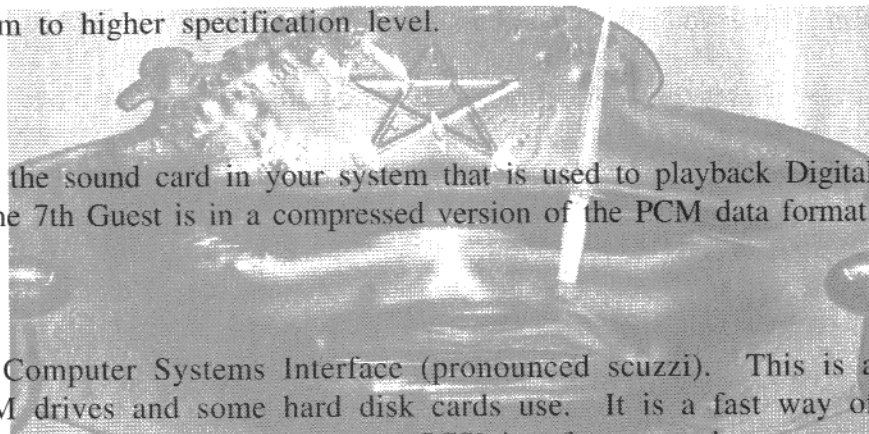 m to higher specification level.
the sound card in your system that is used to playback Digital
ne 7th Guest is in a compressed version of the PCM data format
Computer Systems Interface (pronounced scuzzi). This is a
M drives and some hard disk cards use. It is a fast way of